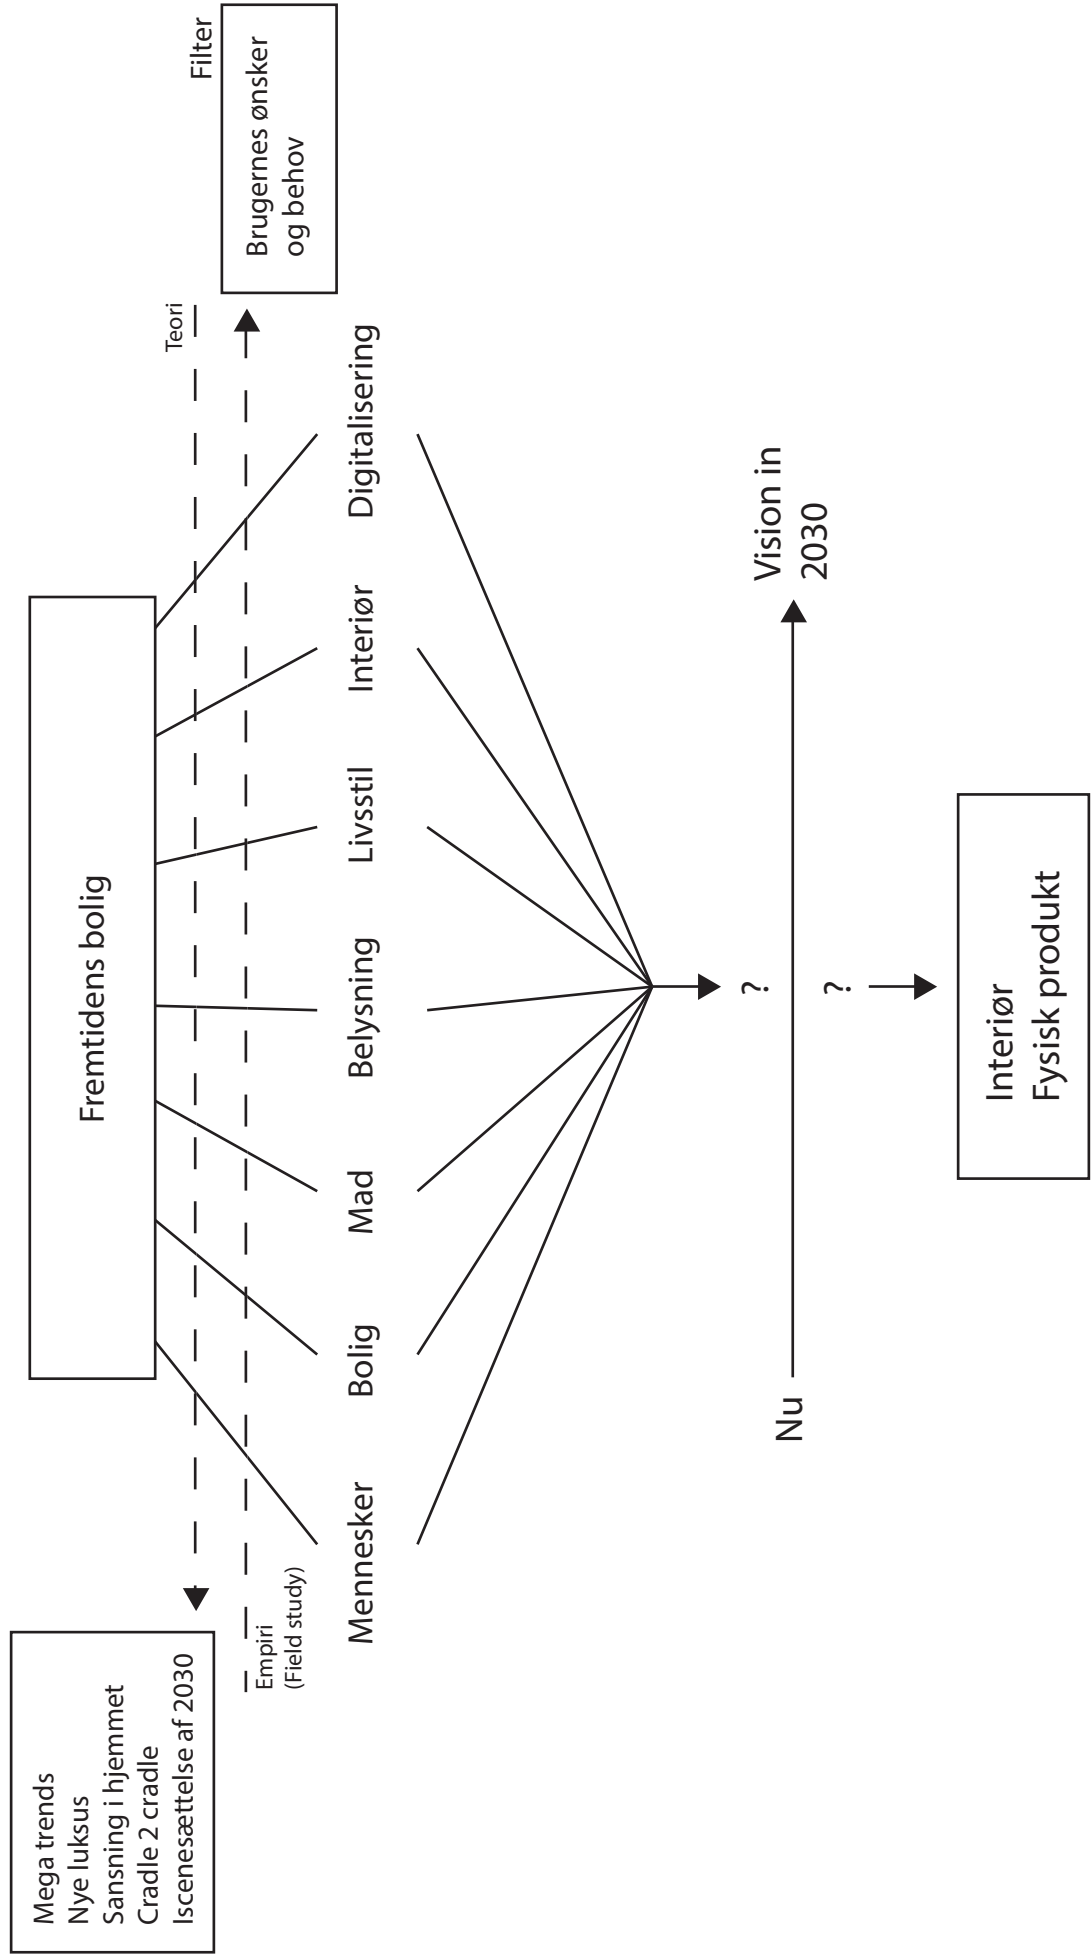 Fremtidens bolig
Filter
Mega trends
Nye luksus
Sansning i hjemmet
Cradle 2 cradle
Iscenesættelse af 2030
Teori
Brugernes ønsker
og behov
Empiri
(Field study)
Mennesker
Bolig
Mad
Belysning
Livsstil
Interiør
Digitalisering
?
Nu
Vision in
2030
?
Interiør
Fysisk produkt